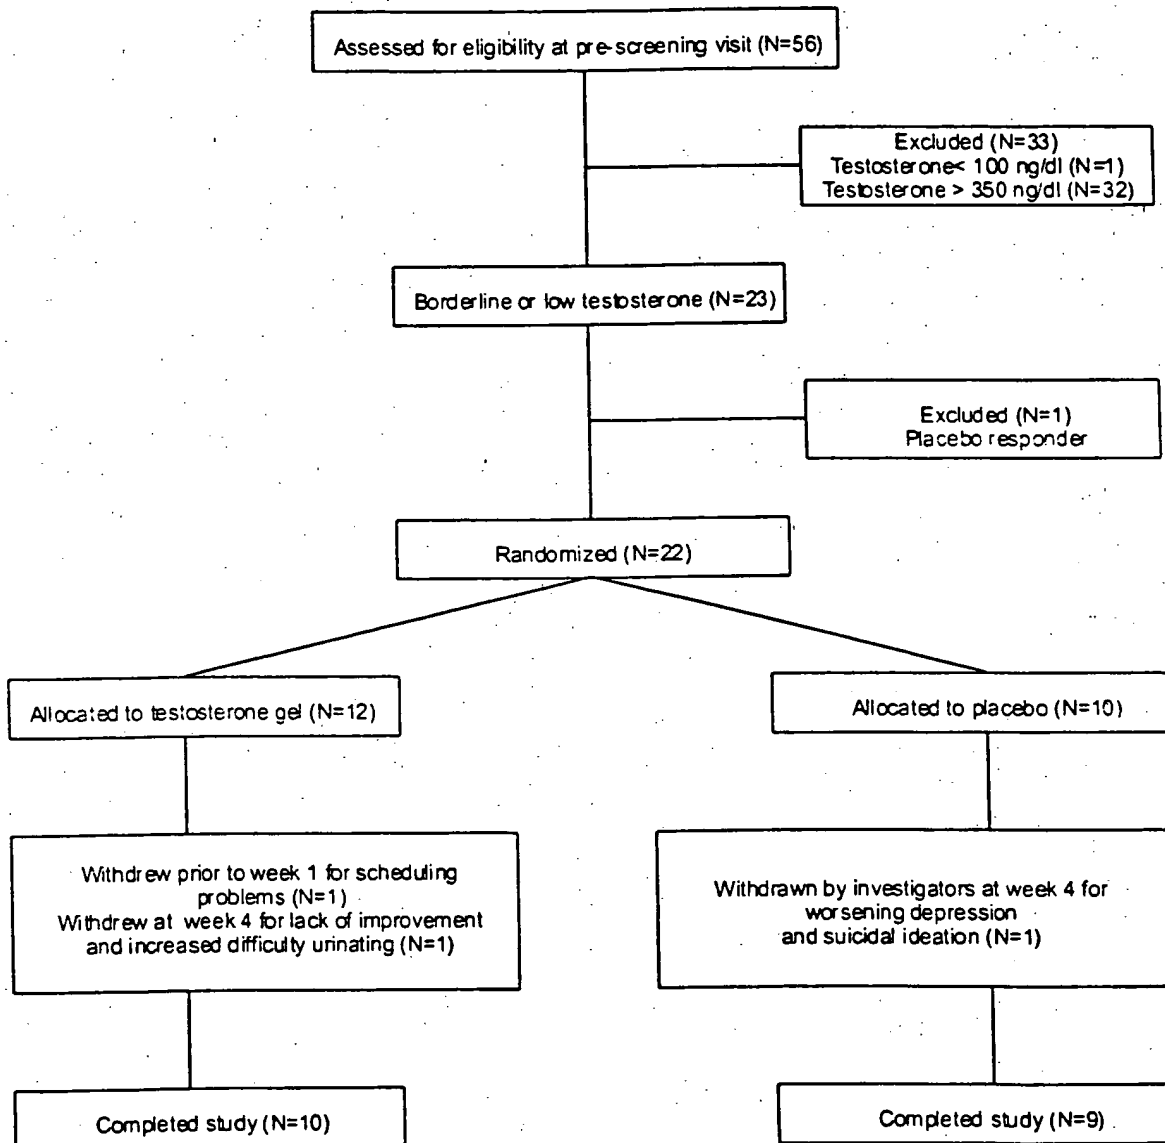 Assessed for eligibility at pre-screening visit (N=56)
Excluded (N=33)
Testosterone< 100 ng/dl (N=1)
Testosterone > 350 ng/dl (N=32)
Borderline or low testosterone (N=23)
Excluded (N=1)
Placebo responder
Randomized (N=22)
Allocated to testosterone gel (N=12)
Allocated to placebo (N=10)
Withdrew prior to week 1 for scheduling
problems (N=1)
Withdrew at week 4 for lack of improvement
and increased difficulty urinating (N=1)
Withdrawn by investigators at week 4 for
worsening depression
and suicidal ideation (N=1)
Completed study (N=10)
Completed study (N=9)